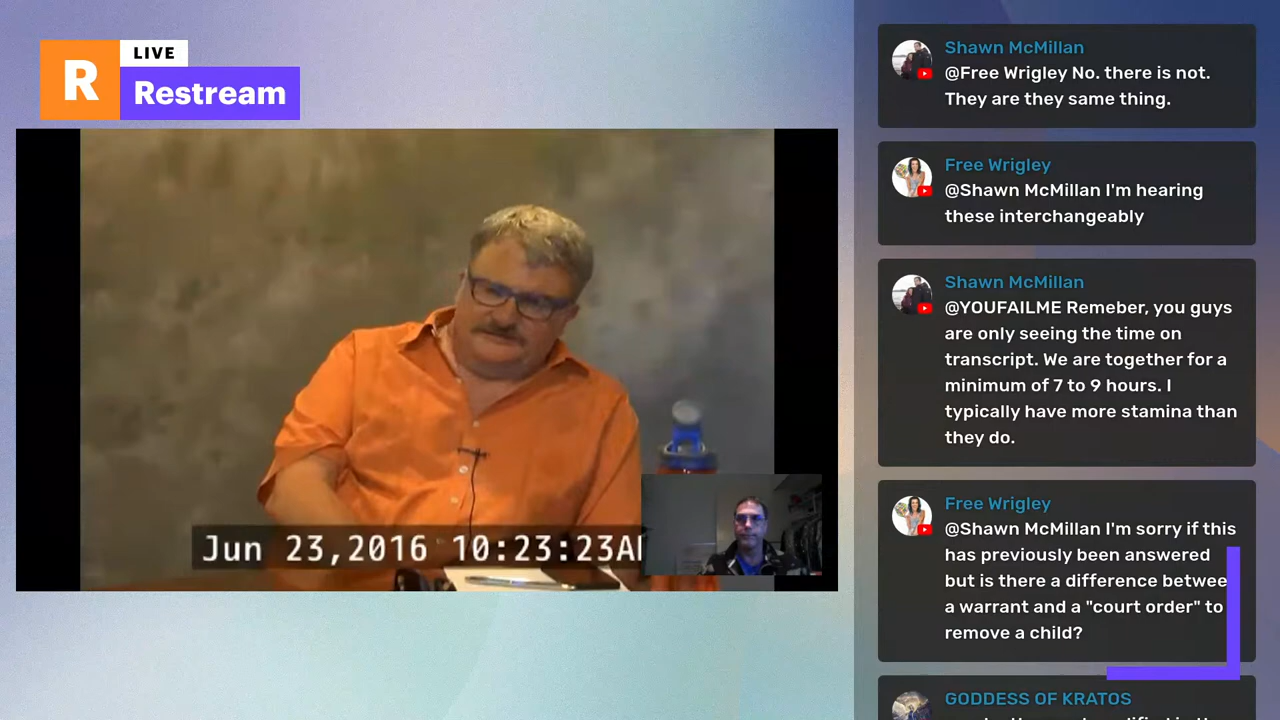 R
LIVE
Restream
Jun 23,2016 10:23:23A
Shawn McMillan
@Free Wrigley No. there is not.
They are they same thing.
Free Wrigley
@Shawn McMillan I'm hearing
these interchangeably
Shawn McMillan
@YOUFAILME Remeber, you guys
are only seeing the time on
transcript. We are together for a
minimum of 7 to 9 hours. I
typically have more stamina than
they do.
Free Wrigley
@Shawn McMillan I'm sorry if this
has previously been answered
but is there a difference betwee
a warrant and a "court order" to
remove a child?
GODDESS OF KRATOS